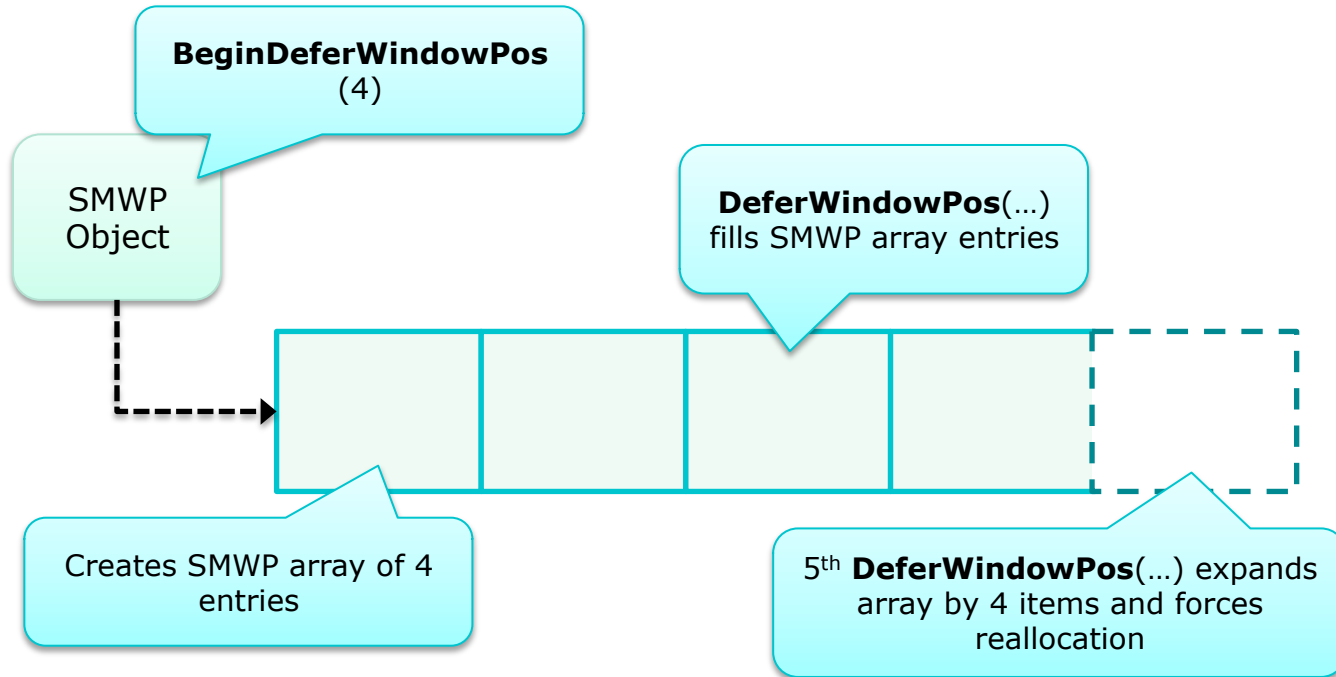 BeginDeferWindowPos
(4)
SMWP
Object
DeferWindowPos(…)
fills SMWP array entries
Creates SMWP array of 4
entries
5th DeferWindowPos(…) expands
array by 4 items and forces
reallocation